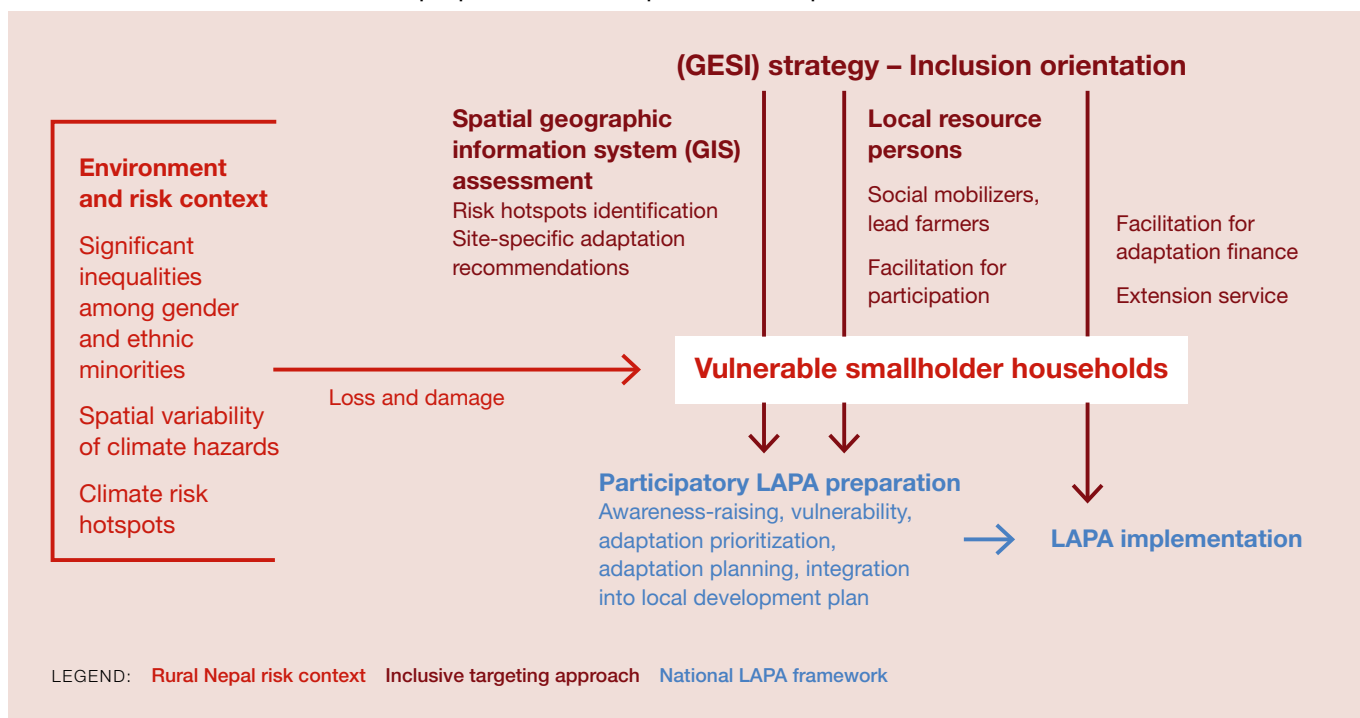 (GESI) strategy – Inclusion orientation
Environment
and risk context
Significant
inequalities
among gender
and ethnic
minorities
Spatial variability
of climate hazards
Climate risk
hotspots
Loss and damage
Spatial geographic
information system (GIS)
assessment
Risk hotspots identification
Site-specific adaptation
recommendations
Local resource
persons
Social mobilizers,
lead farmers
Facilitation for
participation
Facilitation for
adaptation finance
Extension service
Vulnerable smallholder households
Participatory LAPA preparation
Awareness-raising, vulnerability,
adaptation prioritization,
adaptation planning, integration
into local development plan
LAPA implementation
LEGEND: Rural Nepal risk context Inclusive targeting approach National LAPA framework